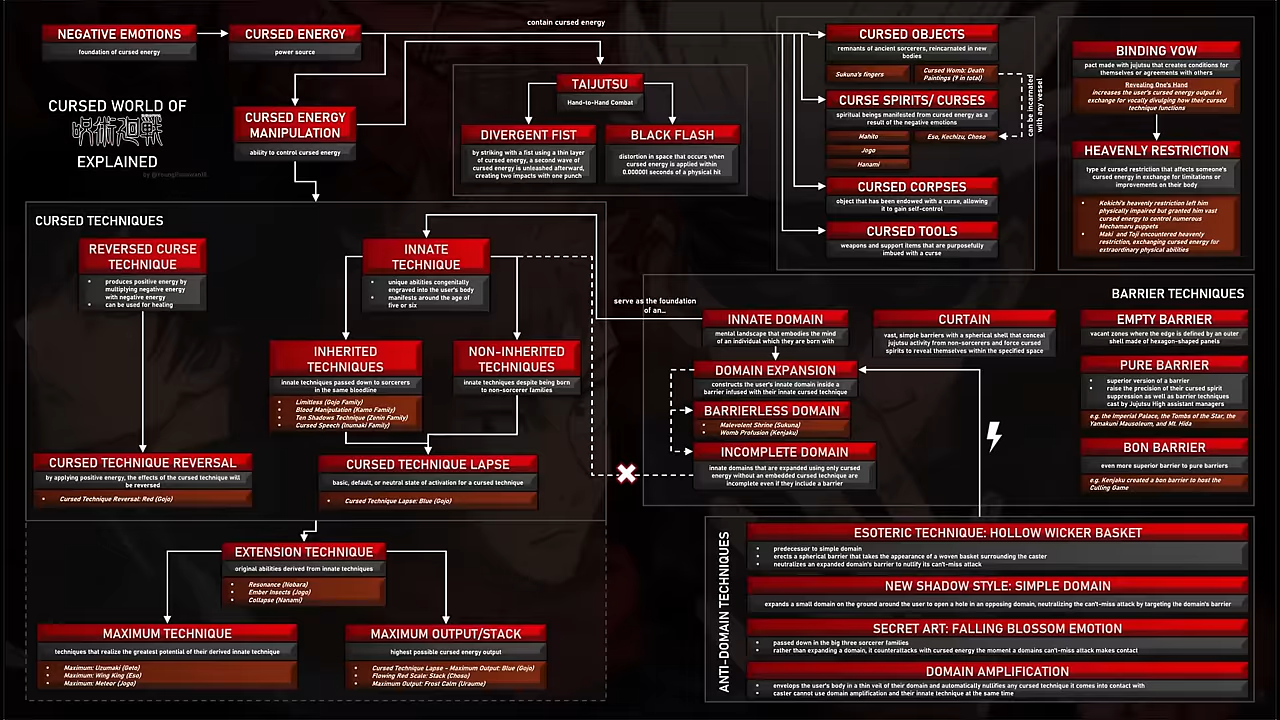 NEGATIVE EMOTIONS
foundation of cursed energy
CURSED ENERGY
power source
contain cursed energy
CURSED WORLD OF
呪術廻戦
EXPLAINED
CURSED ENERGY
MANIPULATION
ability to control cursed energy
TAIJUTSU
Hand-to-Hand Combat
DIVERGENT FIST
by striking with a fist using a thin layer
of cursed energy, a second wave of
cursed energy is unleashed afterward,
creating two impacts with one punch
BLACK FLASH
distortion in space that occurs when
cursed energy is applied within
0.000001 seconds of a physical hit
CURSED OBJECTS
remnants of ancient sorcerers, reincarnated in new
bodies
Sukuna's fingers
Cursed Womb: Death
Paintings (9 in total)
CURSE SPIRITS/ CURSES
spiritual beings manifested from cursed energy as a
result of the negative emotions
Mahito
Eso, Kechizu, Choso
Jogo
Hanami
can be incarnated
with any vessel
CURSED CORPSES
object that has been endowed with a curse, allowing
it to gain self-control
CURSED TOOLS
weapons and support items that are purposefully
imbued with a curse
BINDING VOW
pact made with jujutsu that creates conditions for
themselves or agreements with others
Revealing One's Hand
increases the user's cursed energy output in
exchange for vocally divulging how their cursed
technique functions
HEAVENLY RESTRICTION
type of cursed restriction that affects someone's
cursed energy in exchange for limitations or
improvements on their body
• Kokichi's heavenly restriction left him
physically impaired but granted him vast
cursed energy to control numerous
Mechamaru puppets
• Maki and Toji encountered heavenly
restriction, exchanging cursed energy for
extraordinary physical abilities
CURSED TECHNIQUES
REVERSED CURSE
TECHNIQUE
• produces positive energy by
multiplying negative energy
with negative energy
• can be used for healing
INNATE
TECHNIQUE
• unique abilities congenitally
engraved into the user's body
• manifests around the age of
five or six
INHERITED
TECHNIQUES
innate techniques passed down to sorcerers
in the same bloodline
• Limitless (Gojo Family)
• Blood Manipulation (Kamo Family)
• Ten Shadows Technique (Zenin Family)
• Cursed Speech (Inumaki Family)
NON-INHERITED
TECHNIQUES
innate techniques despite being born
to non-sorcerer families
CURSED TECHNIQUE REVERSAL
by applying positive energy, the effects of the cursed technique will
be reversed
• Cursed Technique Reversal: Red (Gojo)
CURSED TECHNIQUE LAPSE
basic, default, or neutral state of activation for a cursed technique
• Cursed Technique Lapse: Blue (Gojo)
EXTENSION TECHNIQUE
original abilities derived from innate techniques
• Resonance (Nobara)
• Ember Insects (Jogo)
• Collapse (Nanami)
MAXIMUM TECHNIQUE
techniques that realize the greatest potential of their derived innate technique
• Maximum: Uzumaki (Geto)
• Maximum: Wing King (Eso)
• Maximum: Meteor (Jogo)
MAXIMUM OUTPUT/STACK
highest possible cursed energy output
• Cursed Technique Lapse – Maximum Output: Blue (Gojo)
• Flowing Red Scale: Stack (Choso)
• Maximum Output: Frost Calm (Uraume)
serve as the foundation
of an...
BARRIER TECHNIQUES
INNATE DOMAIN
mental landscape that embodies the mind
of an individual which they are born with
DOMAIN EXPANSION
constructs the user's innate domain inside a
barrier infused with their innate cursed technique
BARRIERLESS DOMAIN
• Malevolent Shrine (Sukuna)
• Womb Profusion (Kenjaku)
INCOMPLETE DOMAIN
innate domains that are expanded using only cursed
energy without an embedded cursed technique are
incomplete even if they include a barrier
CURTAIN
vast, simple barriers with a spherical shell that conceal
jujutsu activity from non-sorcerers and force cursed
spirits to reveal themselves within the specified space
EMPTY BARRIER
vacant zones where the edge is defined by an outer
shell made of hexagon-shaped panels
PURE BARRIER
• superior version of a barrier
• raise the precision of their cursed spirit
suppression as well as barrier techniques
cast by Jujutsu High assistant managers
e.g. the Imperial Palace, the Tombs of the Star, the
Yamakuni Mausoleum, and Mt. Hida
BON BARRIER
even more superior barrier to pure barriers
e.g. Kenjaku created a bon barrier to host the
Culling Game
ANTI-DOMAIN TECHNIQUES
ESOTERIC TECHNIQUE: HOLLOW WICKER BASKET
• predecessor to simple domain
• erects a spherical barrier that takes the appearance of a woven basket surrounding the caster
• neutralizes an expanded domain's barrier to nullify its can't-miss attack
NEW SHADOW STYLE: SIMPLE DOMAIN
expands a small domain on the ground around the user to open a hole in an opposing domain, neutralizing the can't-miss attack by targeting the domain's barrier
SECRET ART: FALLING BLOSSOM EMOTION
• passed down in the big three sorcerer families
• rather than expanding a domain, it counterattacks with cursed energy the moment a domains can't-miss attack makes contact
DOMAIN AMPLIFICATION
• envelops the user's body in a thin veil of their domain and automatically nullifies any cursed technique it comes into contact with
• caster cannot use domain amplification and their innate technique at the same time